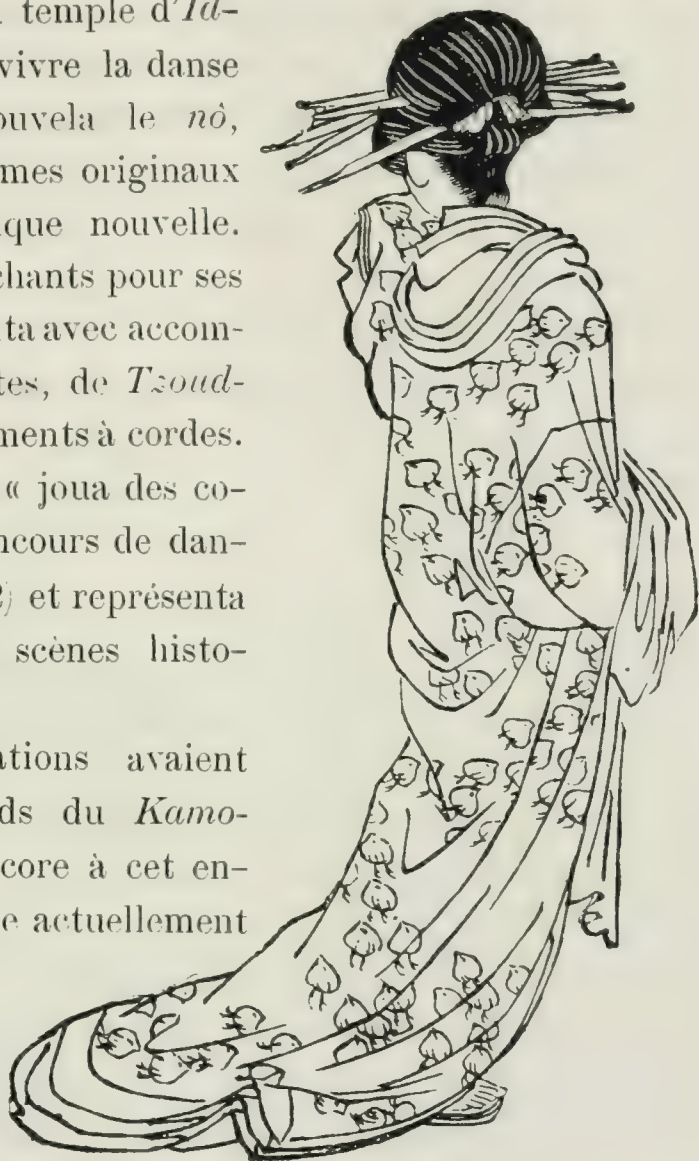 temple d'Id-
vivre la danse
ouvela le nò,
mes originaux
que nouvelle.
chants pour ses
ta avec accom-
tes, de Tzoud-
ments à cordes.
« joua des co-
ncours de dan-
) et représenta
scènes histo-
ations avaient
ds du Kamo-
core à cet en-
e actuellement